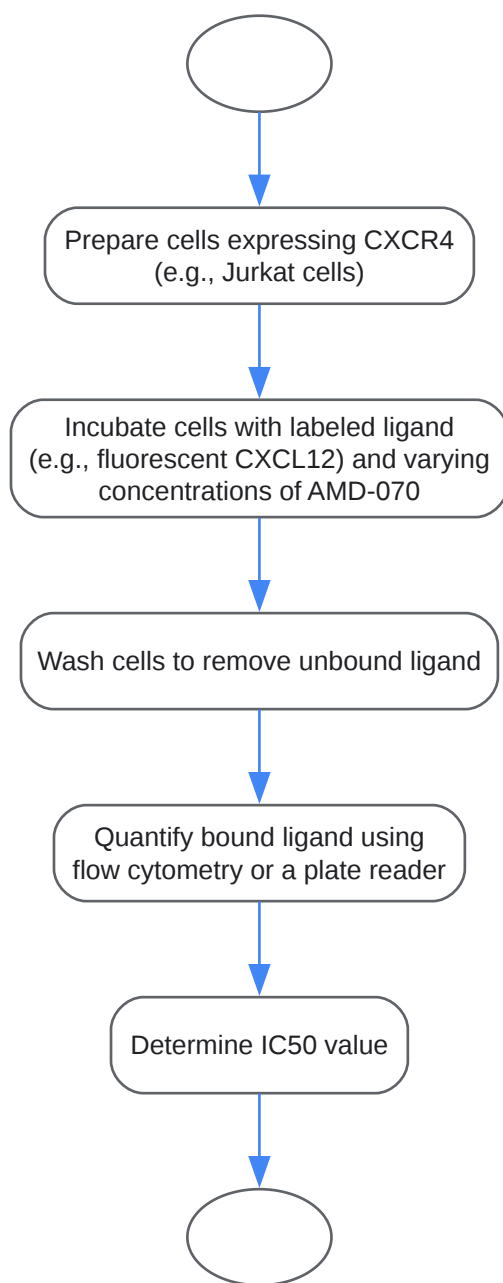 Prepare cells expressing CXCR4
(e.g., Jurkat cells)
Incubate cells with labeled ligand
(e.g., fluorescent CXCL12) and varying
concentrations of AMD-070
Wash cells to remove unbound ligand
Quantify bound ligand using
flow cytometry or a plate reader
Determine IC50 value